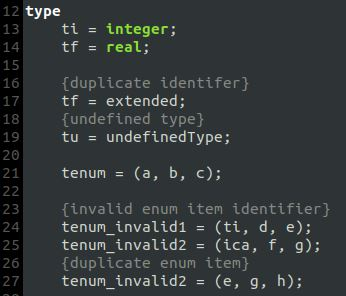 12 type
13 ti = integer;
14 tf = real;
15
16 {duplicate identifer}
17 tf = extended;
18 {undefined type}
19 tu = undefinedType;
20
21 tenum = (a, b, c);
22
23 {invalid enum item identifier}
24 tenum_invalid1 = (ti, d, e);
25 tenum_invalid2 = (ica, f, g);
26 {duplicate enum item}
27 tenum_invalid2 = (e, g, h);